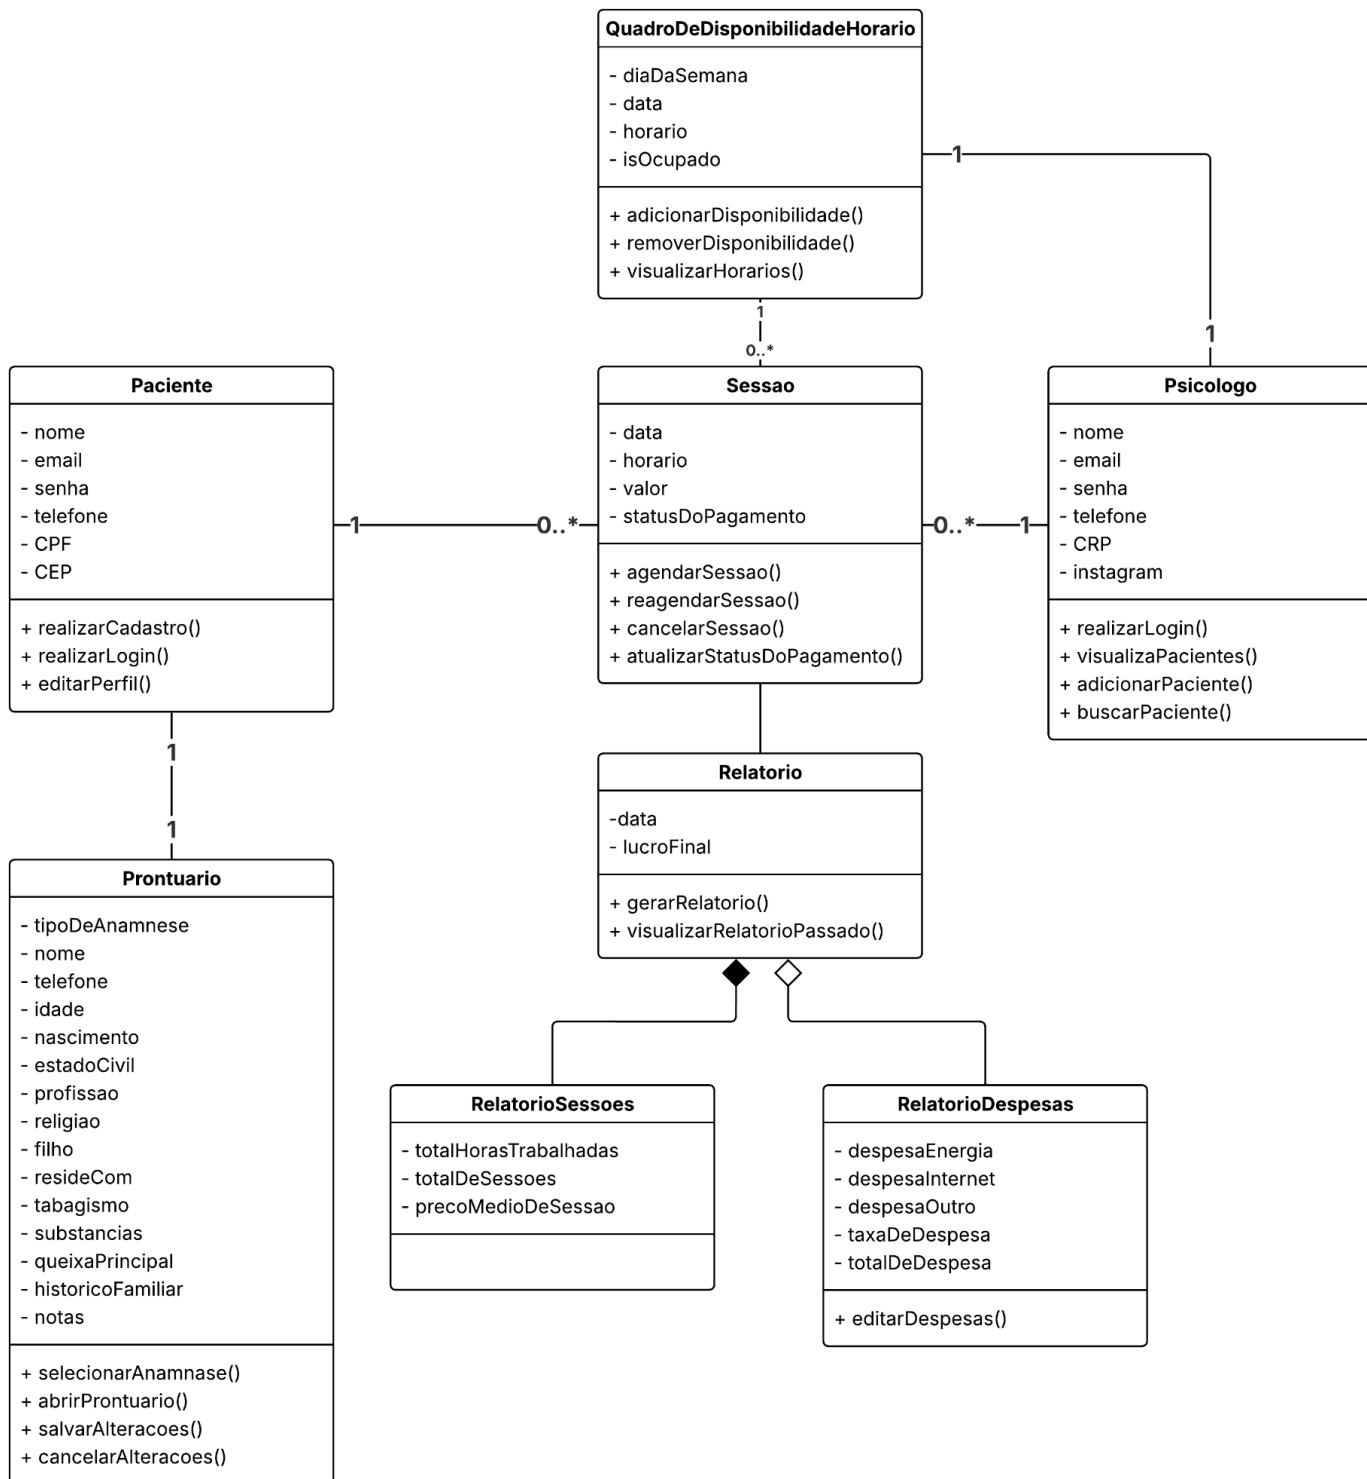 QuadroDeDisponibilidadeHorario
- diaDaSemana
- data
- horario
- isOcupado
+ adicionarDisponibilidade()
+ removerDisponibilidade()
+ visualizarHorarios()
1
1
1
0..*
Paciente
- nome
- email
- senha
- telefone
- CPF
- CEP
+ realizarCadastro()
+ realizarLogin()
+ editarPerfil()
1
0..*
Sessao
- data
- horario
- valor
- statusDoPagamento
+ agendarSessao()
+ reagendarSessao()
+ cancelarSessao()
+ atualizarStatusDoPagamento()
0..*
1
Psicologo
- nome
- email
- senha
- telefone
- CRP
- instagram
+ realizarLogin()
+ visualizaPacientes()
+ adicionarPaciente()
+ buscarPaciente()
1
1
Prontuario
- tipoDeAnamnese
- nome
- telefone
- idade
- nascimento
- estadoCivil
- profissao
- religiao
- filho
- resideCom
- tabagismo
- substancias
- queixaPrincipal
- historicoFamiliar
- notas
+ selecionarAnamnase()
+ abrirProntuario()
+ salvarAlteracoes()
+ cancelarAlteracoes()
Relatorio
-data
- lucroFinal
+ gerarRelatorio()
+ visualizarRelatorioPassado()
RelatorioSessoes
- totalHorasTrabalhadas
- totalDeSessoes
- precoMedioDeSessao
RelatorioDespesas
- despesaEnergia
- despesaInternet
- despesaOutro
- taxaDeDespesa
- totalDeDespesa
+ editarDespesas()